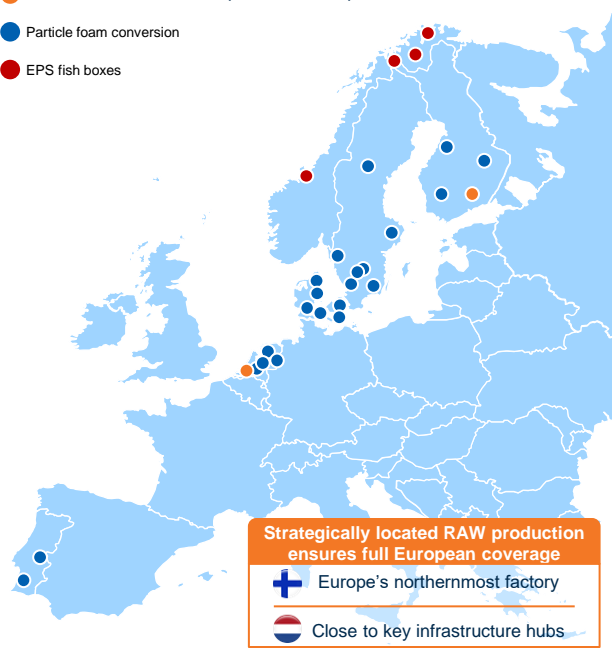 Particle foam conversion
EPS fish boxes
Strategically located RAW production
ensures full European coverage
Europe’s northernmost factory
Close to key infrastructure hubs